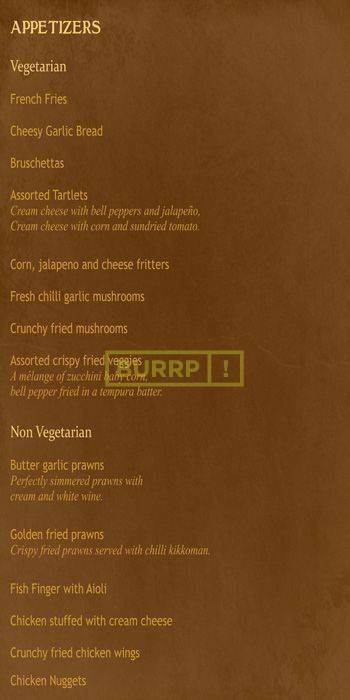 APPETIZERS
Vegetarian
French Fries
Cheesy Garlic Bread
Bruschettas
Assorted Tartlets
Cream cheese with bell peppers and jalapeño,
Cream cheese with corn and sundried tomato.
Corn, jalapeno and cheese fritters
Fresh chilli garlic mushrooms
Crunchy fried mushrooms
Assorted crispy fried veggies
BURRP!
A mélange of zucchini baby corn,
bell pepper fried in a tempura batter.
Non Vegetarian
Butter garlic prawns
Perfectly simmered prawns with
cream and white wine.
Golden fried prawns
Crispy fried prawns served with chilli kikkoman.
Fish Finger with Aioli
Chicken stuffed with cream cheese
Crunchy fried chicken wings
Chicken Nuggets